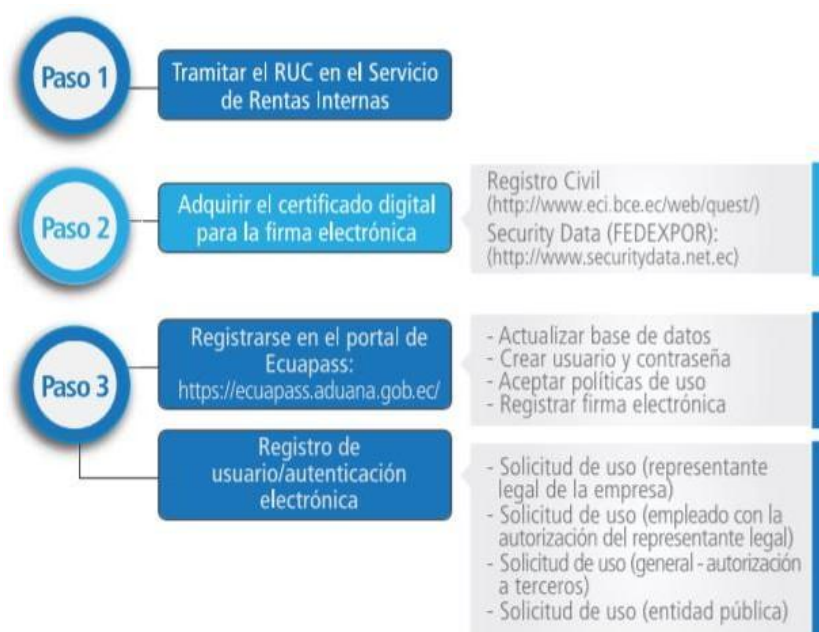 Paso 1
Tramitar el RUC en el Servicio
de Rentas Internas
Paso 2
Adquirir el certificado digital
para la firma electrónica
Registro Civil
(http://www.eci.bce.ec/web/quest/)
Security Data (FEDEXPOR):
(http://www.securitydata.net.ec)
Paso 3
Registrarse en el portal de
Ecuapass:
https://ecuapass.aduana.gob.ec/
- Actualizar base de datos
- Crear usuario y contraseña
- Aceptar políticas de uso
- Registrar firma electrónica
Registro de
usuario/autenticación
electrónica
- Solicitud de uso (representante
legal de la empresa)
- Solicitud de uso (empleado con la
autorización del representante legal)
- Solicitud de uso (general - autorización
a terceros)
- Solicitud de uso (entidad pública)